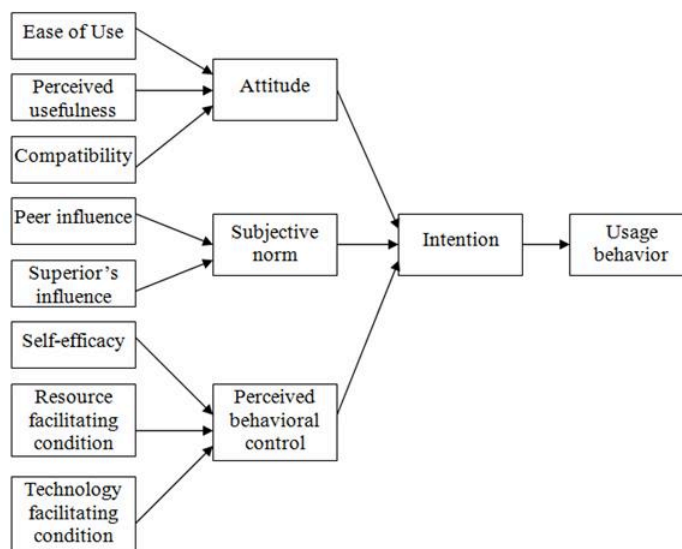 Ease of Use
Perceived
usefulness
Compatibility
Attitude
Peer influence
Superior's
influence
Subjective
norm
Self-efficacy
Resource
facilitating
condition
Technology
facilitating
condition
Perceived
behavioral
control
Intention
Usage
behavior